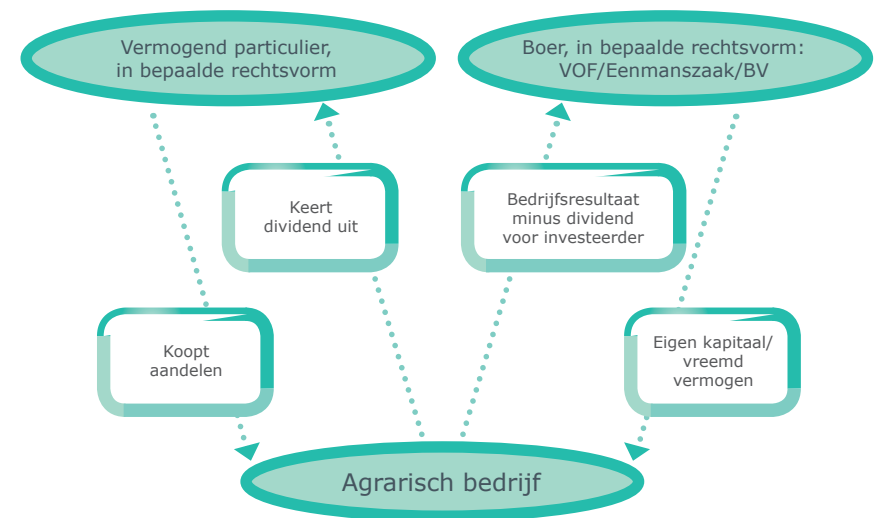 Vermogend particulier,
in bepaalde rechtsvorm
Boer, in bepaalde rechtsvorm:
VOF/Eenmanszaak/BV
Keert
dividend uit
Bedrijfsresultaat
minus dividend
voor investeerder
Koopt
aandelen
Eigen kapitaal/
vreemd
vermogen
Agrarisch bedrijf